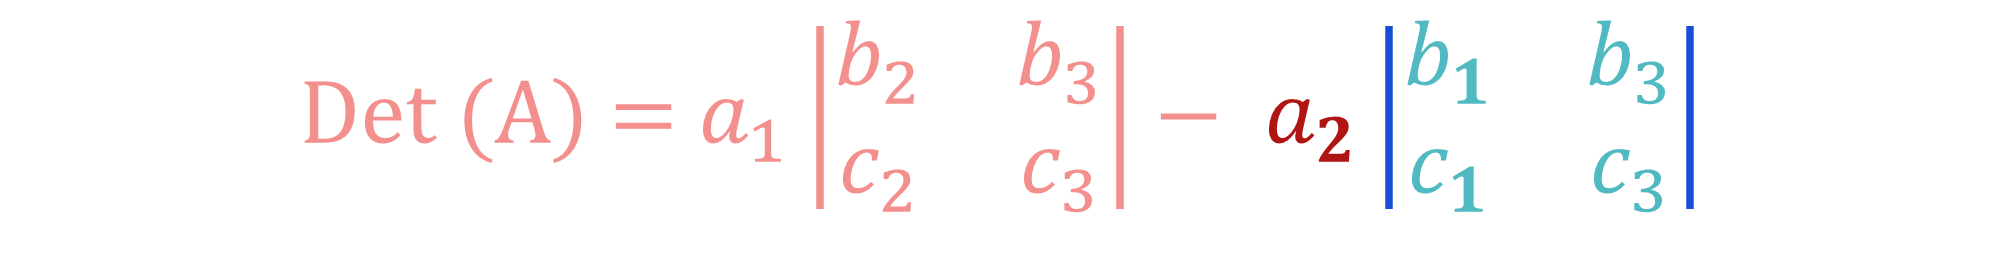 Det (A) = a₁ |b₂ b₃| − a₂ |b₁ b₃|
|c₂ c₃| |c₁ c₃|